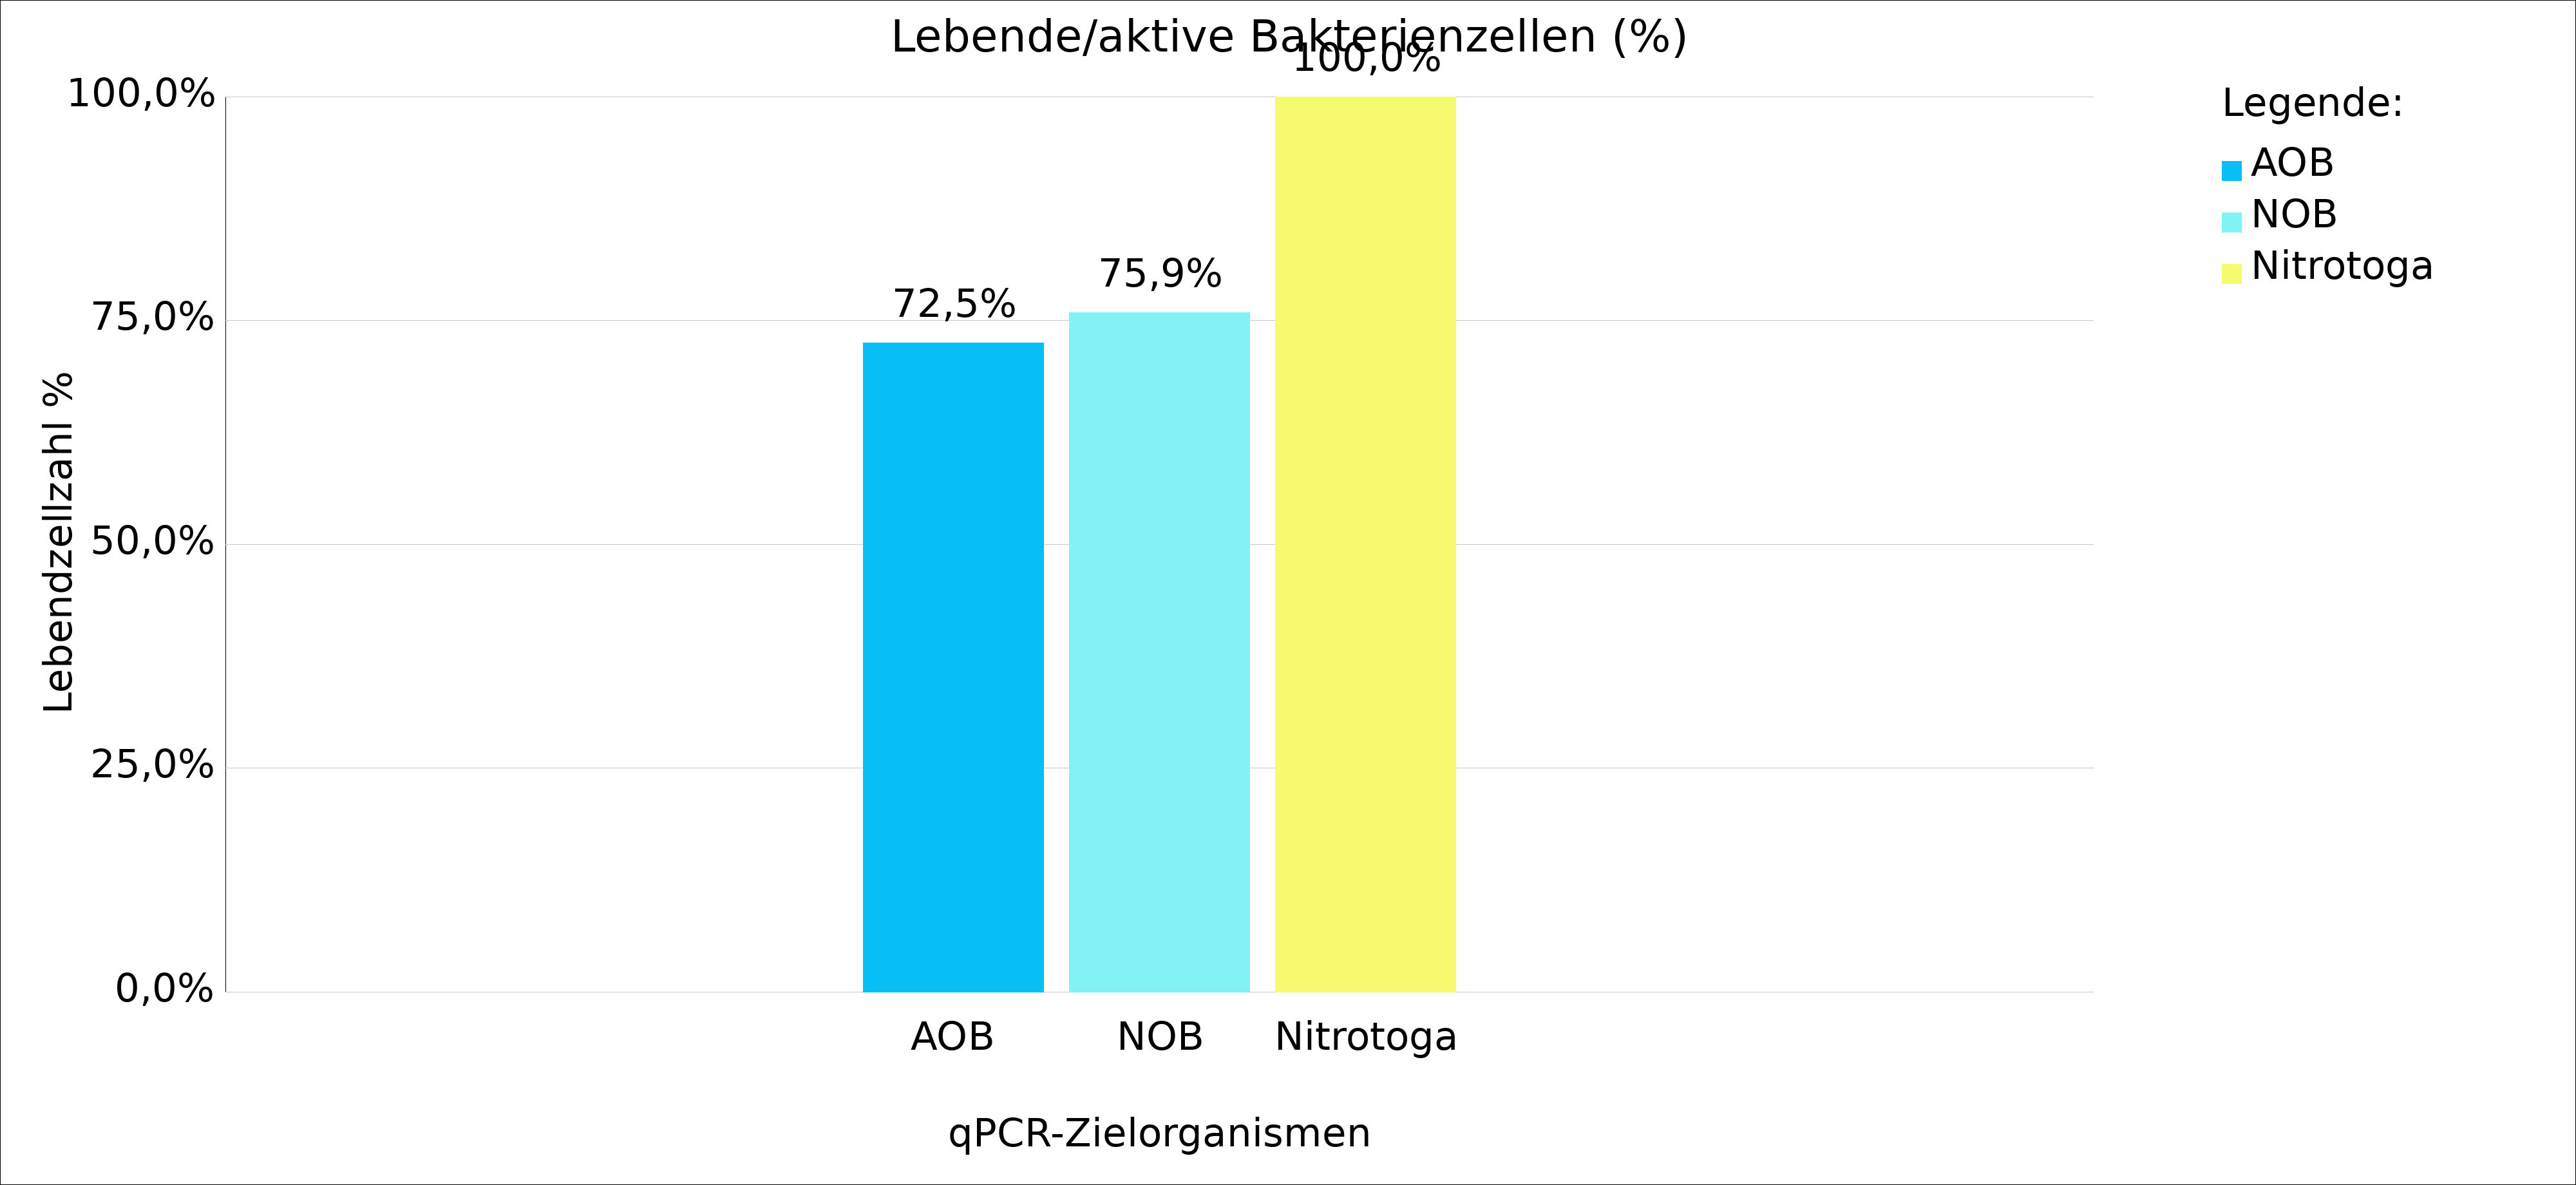 Lebende/aktive Bakterienzellen (%)
100,0%
75,0%
50,0%
25,0%
0,0%
Lebendzellzahl %
72,5%
75,9%
100,0%
AOB
NOB
Nitrotoga
qPCR-Zielorganismen
Legende:
AOB
NOB
Nitrotoga